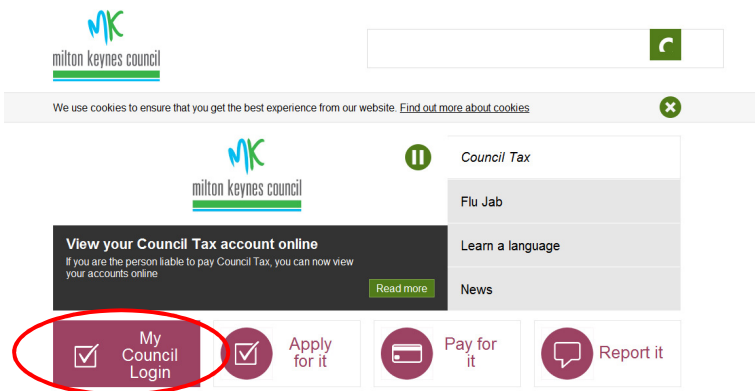 MK
milton keynes council
We use cookies to ensure that you get the best experience from our website. Find out more about cookies
MK
milton keynes council
Council Tax
Flu Jab
Learn a language
News
View your Council Tax account online
If you are the person liable to pay Council Tax, you can now view
your accounts online
Read more
My
Council
Login
Apply
for it
Pay for
it
Report it